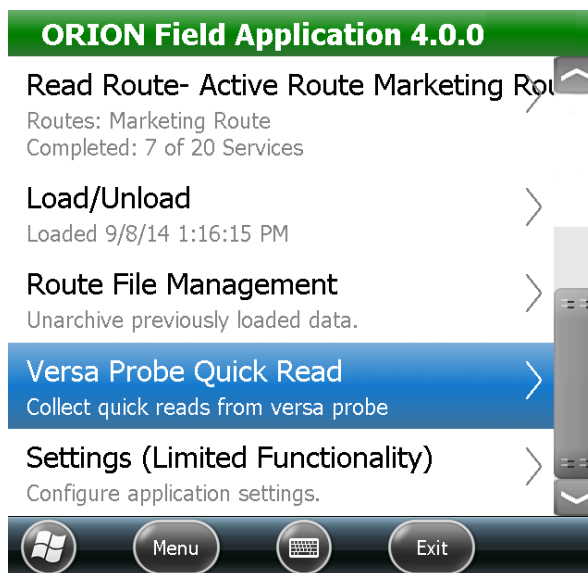 ORION Field Application 4.0.0
Read Route- Active Route Marketing Rou
Routes: Marketing Route
Completed: 7 of 20 Services
Load/Unload
Loaded 9/8/14 1:16:15 PM
Route File Management
Unarchive previously loaded data.
Versa Probe Quick Read
Collect quick reads from versa probe
Settings (Limited Functionality)
Configure application settings.
Menu
Exit